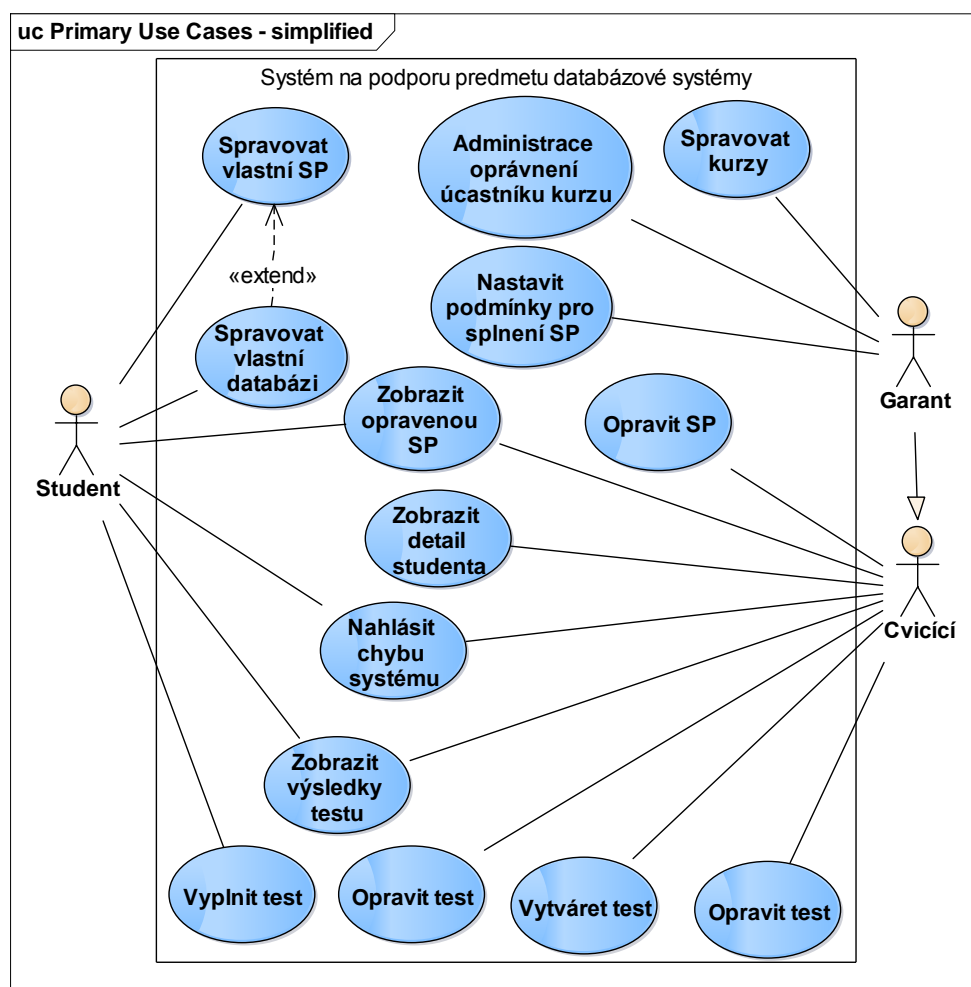 uc Primary Use Cases - simplified
Systém na podporu predmetu databázové systémy
Spravovat
vlastní SP
Administrace
oprávnení
úcastníku kurzu
Spravovat
kurzy
«extend»
Nastavit
podmínky pro
splnení SP
Spravovat
vlastní
databázi
Zobrazit
opravenou
SP
Opravit SP
Garant
Student
Zobrazit
detail
studenta
Nahlásit
chybu
systému
Cvicící
Zobrazit
výsledky
testu
Vyplnit test
Opravit test
Vytváret test
Opravit test